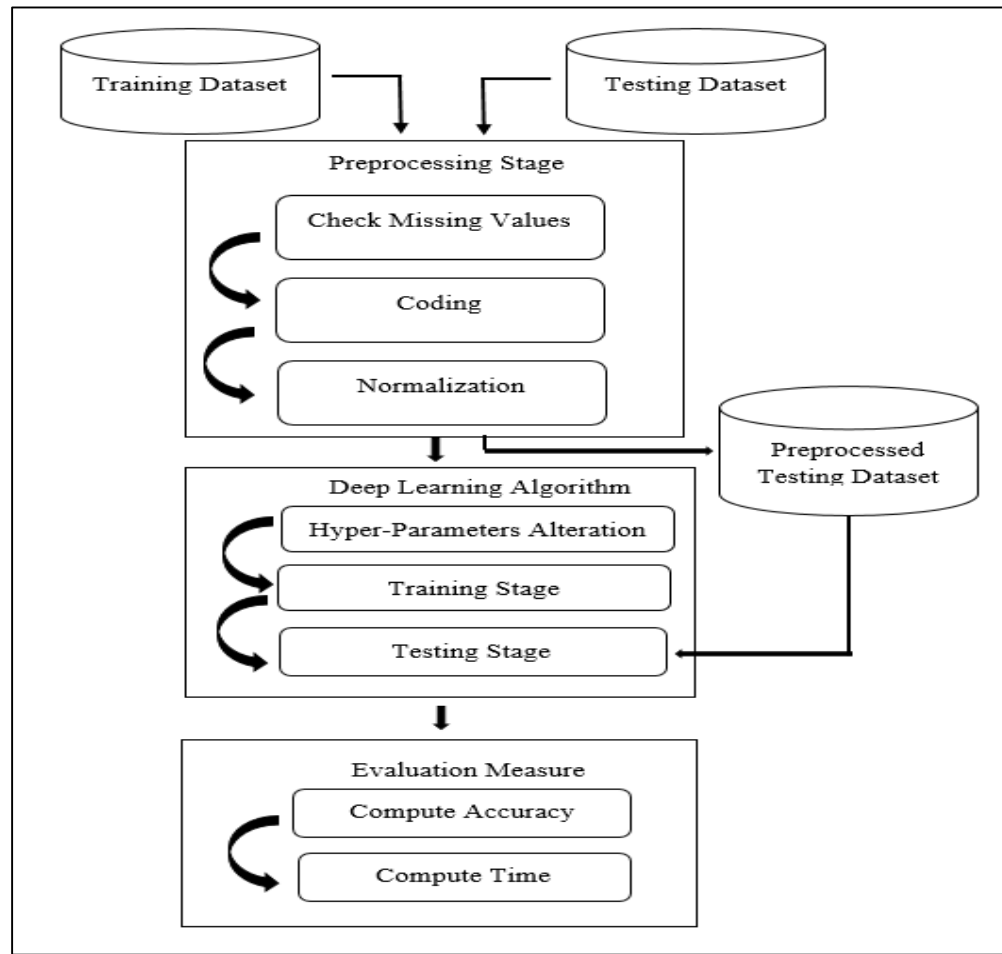 Training Dataset
Testing Dataset
Preprocessing Stage
Check Missing Values
Coding
Normalization
Preprocessed
Testing Dataset
Deep Learning Algorithm
Hyper-Parameters Alteration
Training Stage
Testing Stage
Evaluation Measure
Compute Accuracy
Compute Time